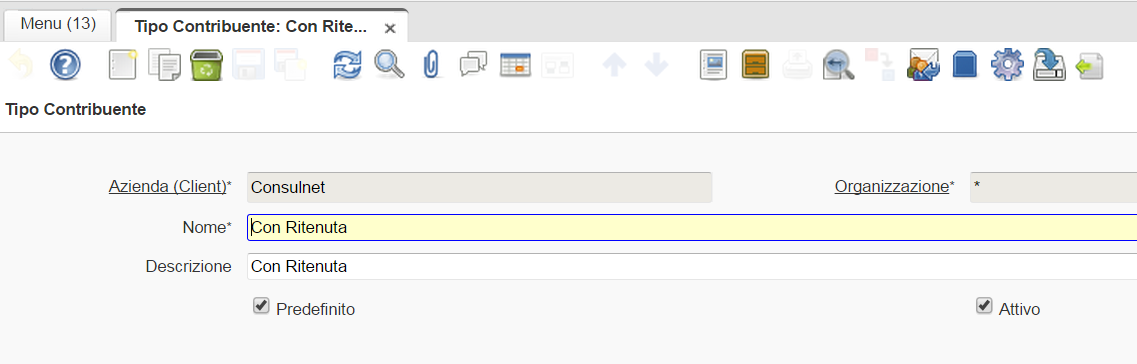 Menu (13)
Tipo Contribuente: Con Rite...
Tipo Contribuente
Azienda (Client)* Consulnet Organizzazione* *
Nome* Con Ritenuta
Descrizione Con Ritenuta
Predefinito Attivo